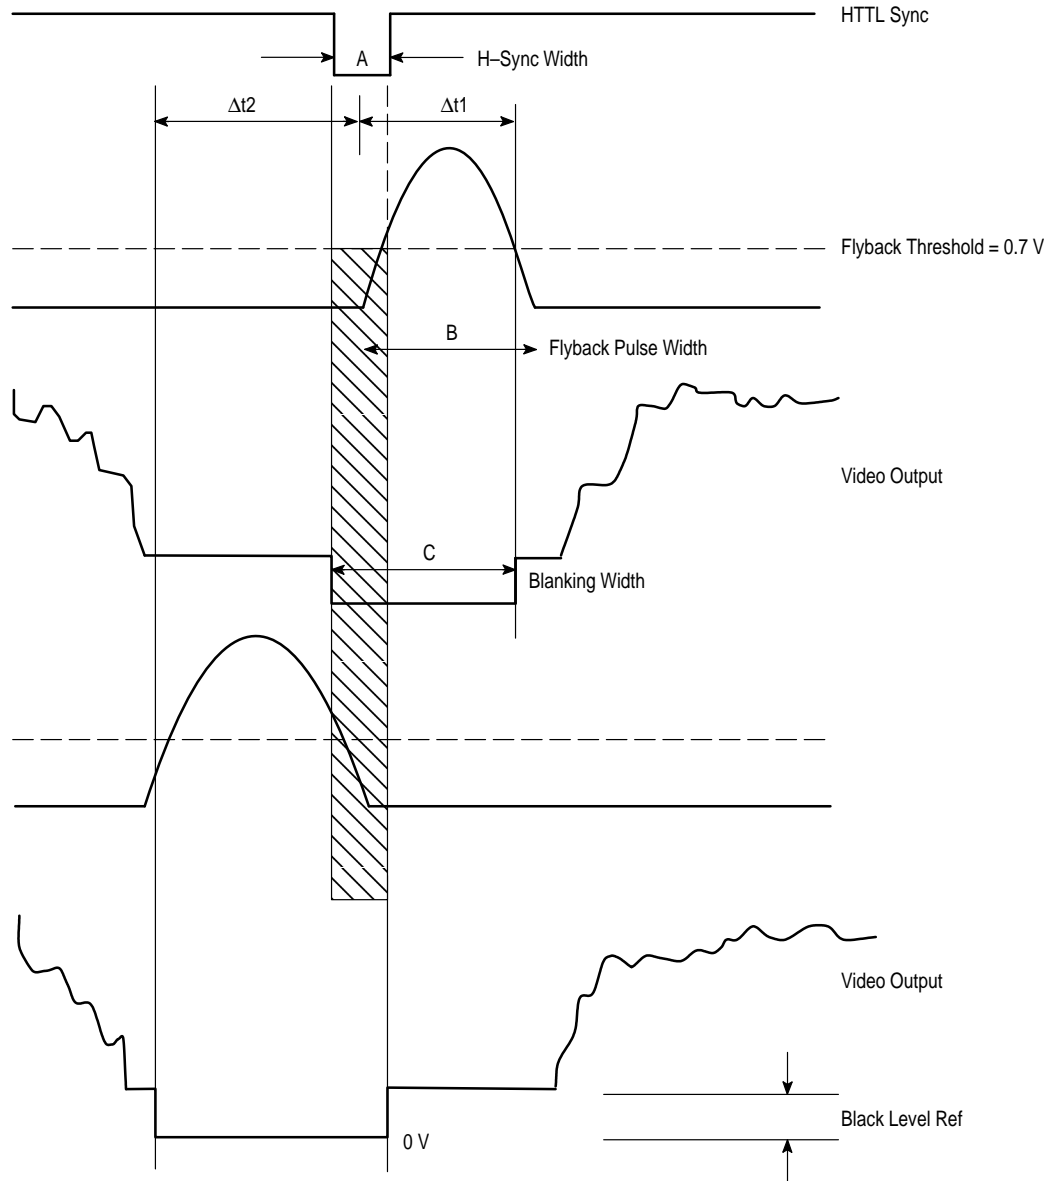 HTTL Sync
A
H–Sync Width
Δt2
Δt1
Flyback Threshold = 0.7 V
B
Flyback Pulse Width
Video Output
C
Blanking Width
Video Output
Black Level Ref
0 V